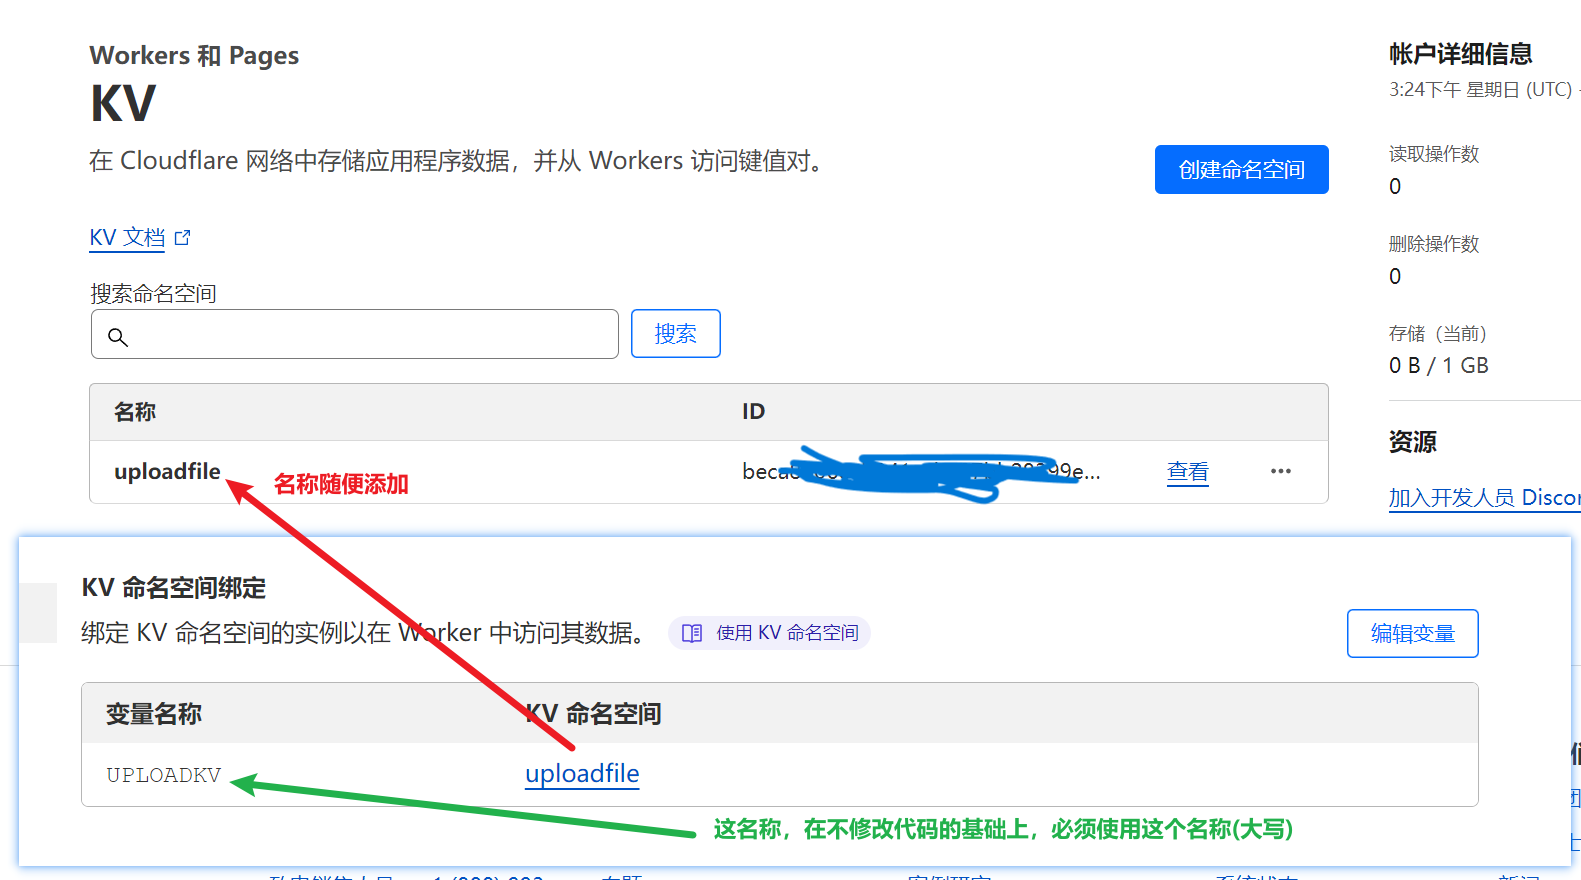 Workers 和 Pages
KV
在 Cloudflare 网络中存储应用程序数据，并从 Workers 访问键值对。
创建命名空间
KV 文档
搜索命名空间
搜索
名称 ID
uploadfile 查看
名称随便添加
帐户详细信息
3:24下午 星期日 (UTC)
读取操作数
0
删除操作数
0
存储（当前）
0 B / 1 GB
资源
加入开发人员
KV 命名空间绑定
绑定 KV 命名空间的实例以在 Worker 中访问其数据。
使用 KV 命名空间
编辑变量
变量名称 KV 命名空间
UPLOADKV uploadfile
这名称，在不修改代码的基础上，必须使用这个名称(大写)